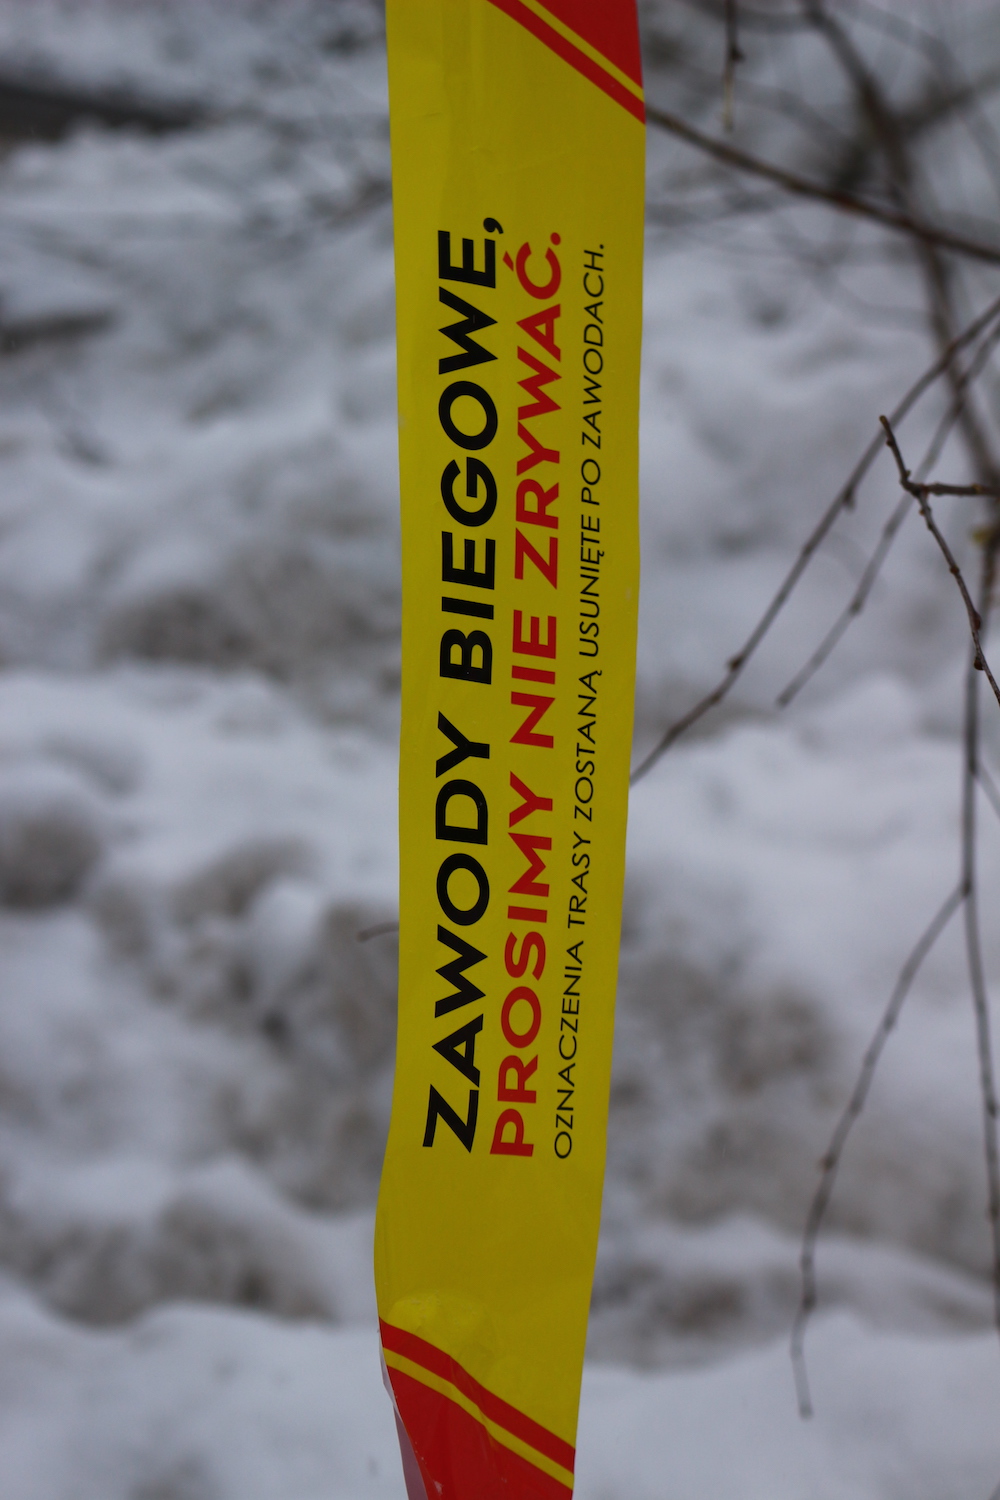 ZAWODY BIEGOWE,
PROSIMY NIE ZRYWAĆ.
OZNACZENIA TRASY ZOSTANĄ USUNIĘTE PO ZAWODACH.